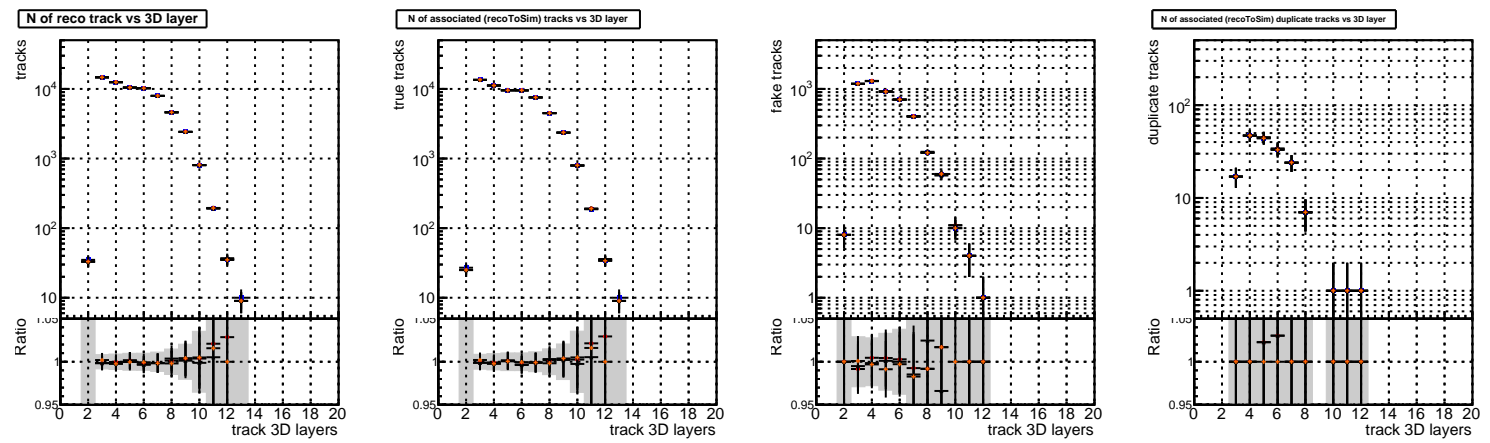 N of reco track vs 3D layer
tracks
10⁴
10³
10²
10
Ratio
1.05
1
0.95
0 2 4 6 8 10 12 14 16 18 20
track 3D layers
N of associated (recoToSim) tracks vs 3D layer
true tracks
10⁴
10³
10²
10
Ratio
1.05
1
0.95
0 2 4 6 8 10 12 14 16 18 20
track 3D layers
fake tracks
10³
10²
10
1
Ratio
1.05
1
0.95
0 2 4 6 8 10 12 14 16 18 20
track 3D layers
N of associated (recoToSim) duplicate tracks vs 3D layer
duplicate tracks
10²
10
1
Ratio
1.05
1
0.95
0 2 4 6 8 10 12 14 16 18 20
track 3D layers